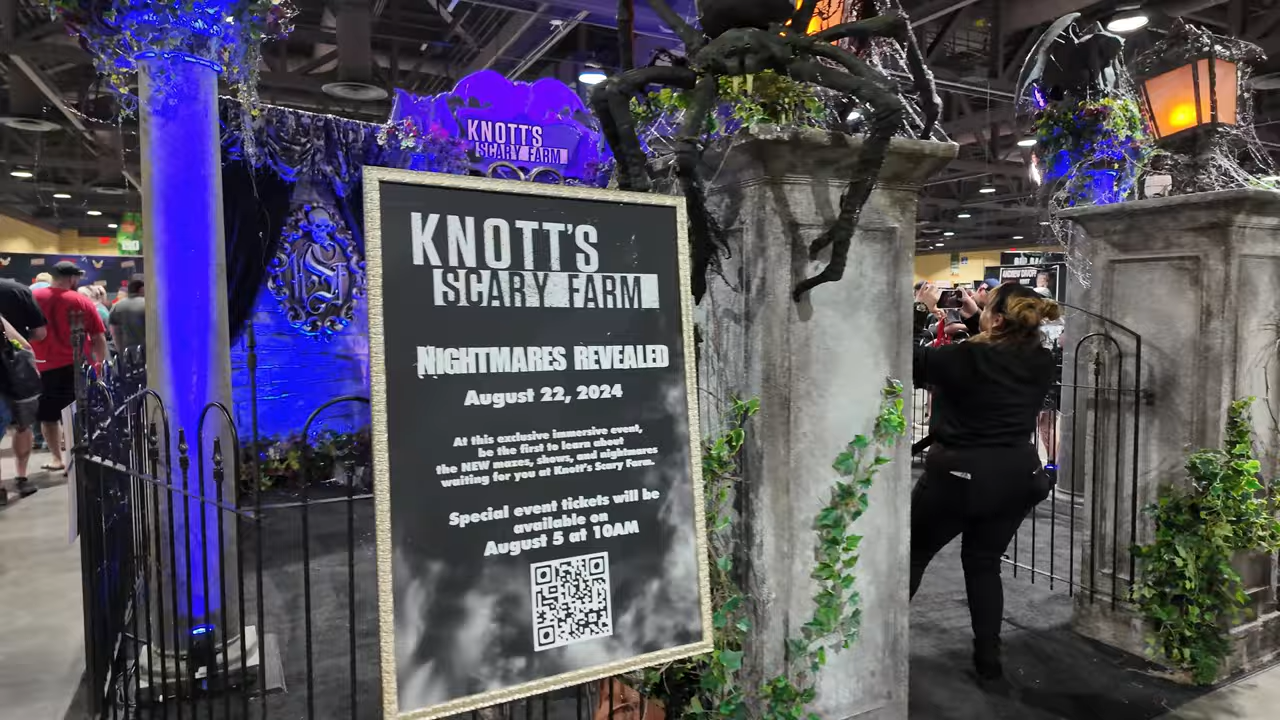 KNOTT'S
SCARY FARM
KNOTT'S
SCARY FARM
NIGHTMARES REVEALED
August 22, 2024
At this exclusive immersive event,
be the first to learn about
the NEW mazes, shows, and nightmares
waiting for you at Knott's Scary Farm.
Special event tickets will be
available on
August 5 at 10AM